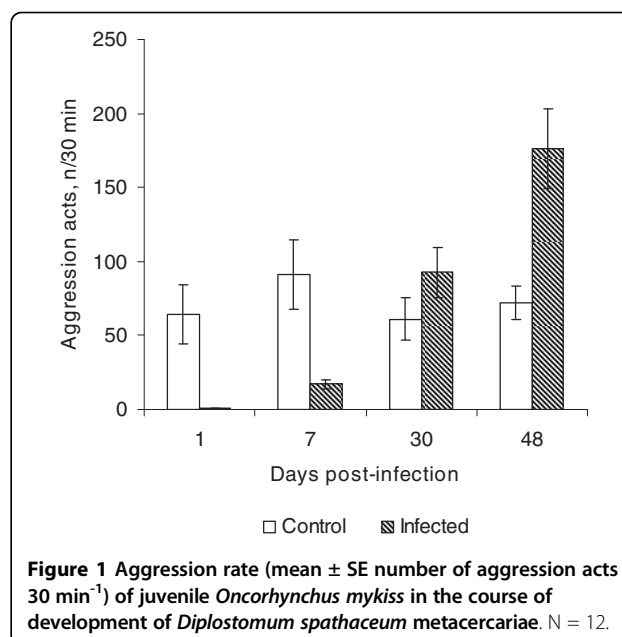 250
200
150
100
50
0
Aggression acts, n/30 min
1 7 30 48
Days post-infection
Control Infected
Figure 1 Aggression rate (mean ± SE number of aggression acts
30 min-1) of juvenile Oncorhynchus mykiss in the course of
development of Diplostomum spathaceum metacercariae. N = 12.